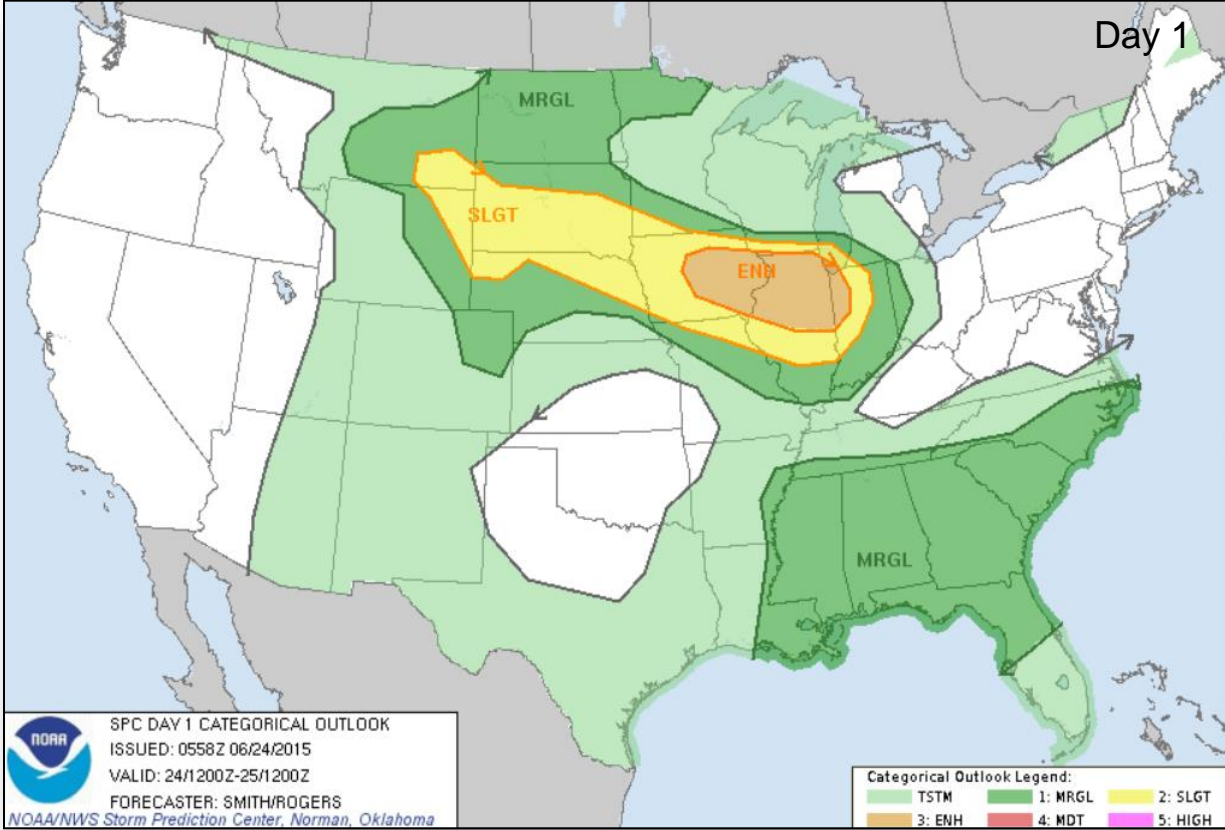 Day 1
MRGL
SLGT
ENH
MRGL
NOAA
SPC DAY 1 CATEGORICAL OUTLOOK
ISSUED: 0558Z 06/24/2015
VALID: 24/1200Z-25/1200Z
FORECASTER: SMITH/ROGERS
NOAA/NWS Storm Prediction Center, Norman, Oklahoma
Categorical Outlook Legend:
TSTM 1: MRGL 2: SLGT
3: ENH 4: MDT 5: HIGH